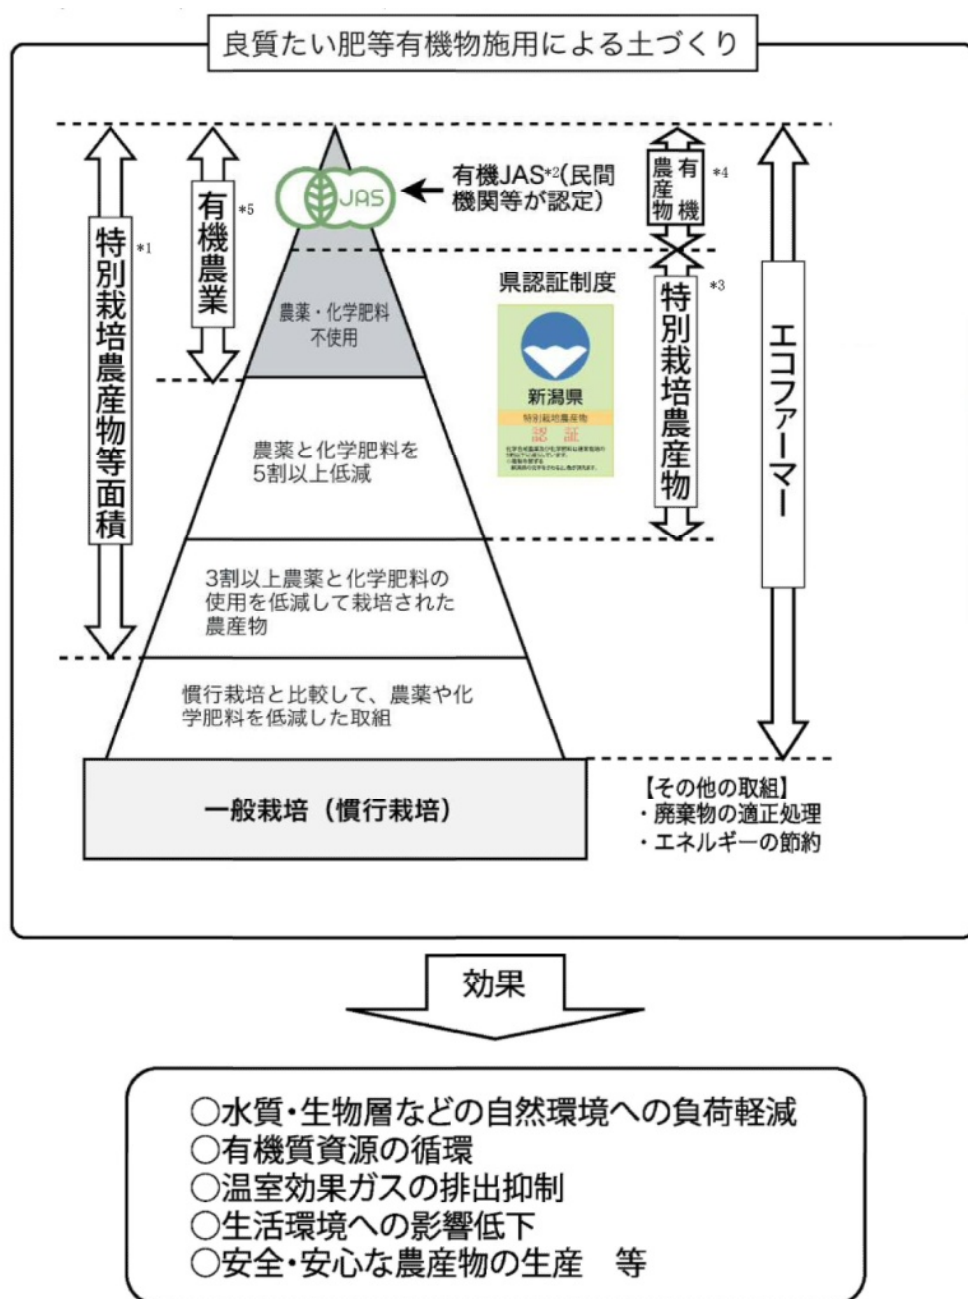 良質たい肥等有機物施用による土づくり
特別栽培農産物等面積
*1
有機農業
*5
JAS
有機JAS*2(民間
機関等が認定)
有機
農産物
*4
県認証制度
新潟県
特別栽培農産物
認 証
特別栽培農産物
*3
エコファーマー
農薬・化学肥料
不使用
農薬と化学肥料を
5割以上低減
3割以上農薬と化学肥料の
使用を低減して栽培された
農産物
慣行栽培と比較して、農薬や化
学肥料を低減した取組
一般栽培（慣行栽培）
【その他の取組】
・廃棄物の適正処理
・エネルギーの節約
効果
○水質・生物層などの自然環境への負荷軽減
○有機質資源の循環
○温室効果ガスの排出抑制
○生活環境への影響低下
○安全・安心な農産物の生産　等